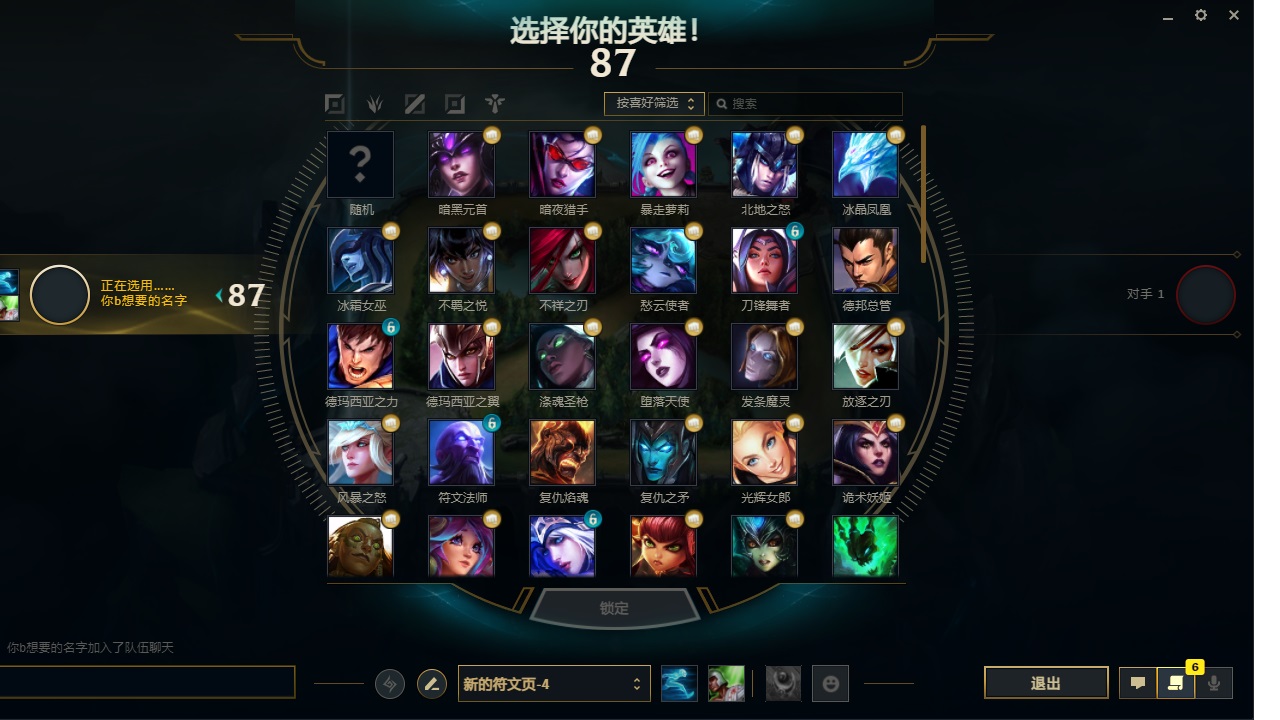 选择你的英雄！
87
按喜好筛选
搜索
随机
暗黑元首
暗夜猎手
暴走萝莉
北地之怒
冰晶凤凰
冰霜女巫
不羁之悦
不祥之刃
愁云使者
刀锋舞者
德邦总管
德玛西亚之力
德玛西亚之翼
涤魂圣枪
堕落天使
发条魔灵
放逐之刃
风暴之怒
符文法师
复仇焰魂
复仇之矛
光辉女郎
诡术妖姬
正在选用……
你b想要的名字
87
对手 1
锁定
你b想要的名字加入了队伍聊天
新的符文页-4
退出
6